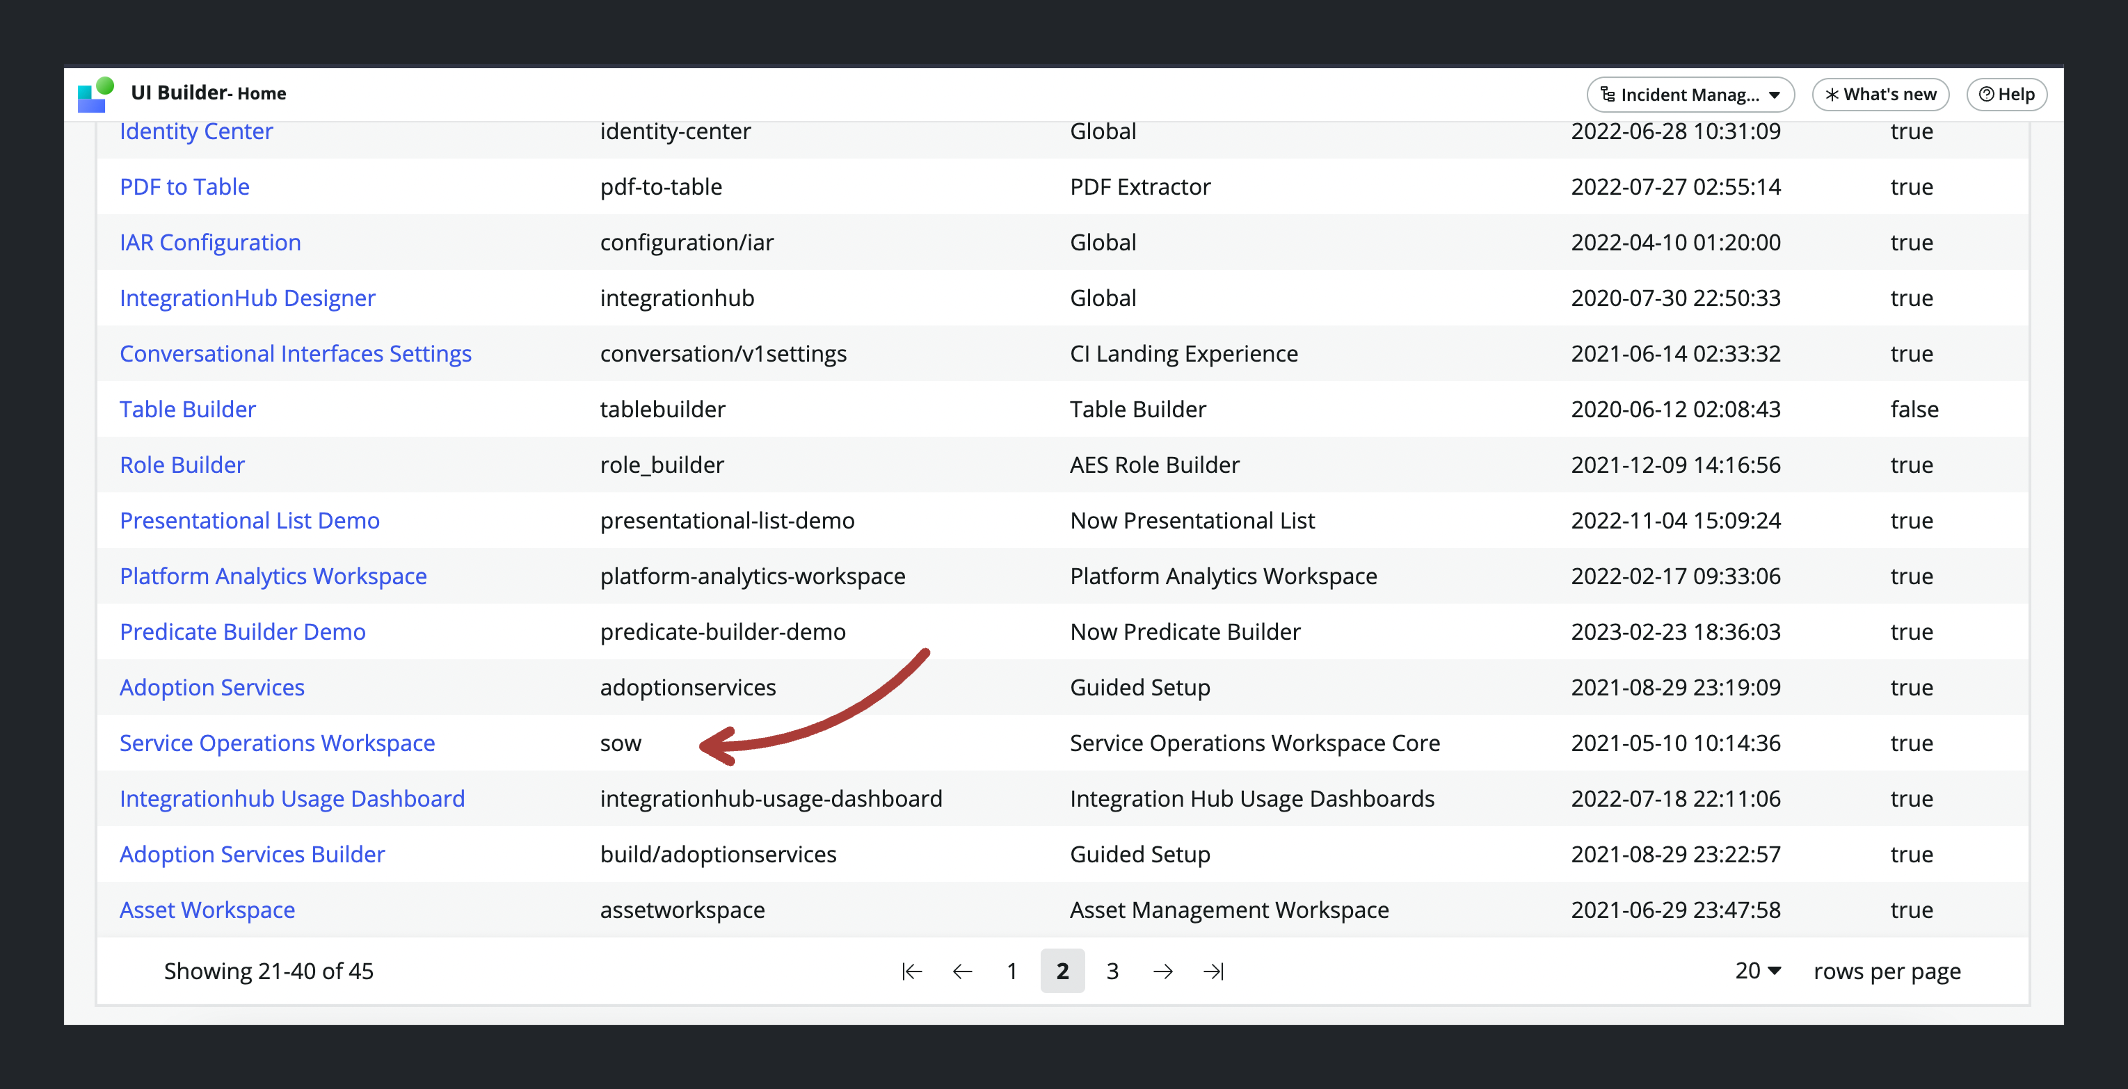 UI Builder- Home Incident Manag... What's new Help
Identity Center identity-center Global 2022-06-28 10:31:09 true
PDF to Table pdf-to-table PDF Extractor 2022-07-27 02:55:14 true
IAR Configuration configuration/iar Global 2022-04-10 01:20:00 true
IntegrationHub Designer integrationhub Global 2020-07-30 22:50:33 true
Conversational Interfaces Settings conversation/v1settings CI Landing Experience 2021-06-14 02:33:32 true
Table Builder tablebuilder Table Builder 2020-06-12 02:08:43 false
Role Builder role_builder AES Role Builder 2021-12-09 14:16:56 true
Presentational List Demo presentational-list-demo Now Presentational List 2022-11-04 15:09:24 true
Platform Analytics Workspace platform-analytics-workspace Platform Analytics Workspace 2022-02-17 09:33:06 true
Predicate Builder Demo predicate-builder-demo Now Predicate Builder 2023-02-23 18:36:03 true
Adoption Services adoptionservices Guided Setup 2021-08-29 23:19:09 true
Service Operations Workspace sow Service Operations Workspace Core 2021-05-10 10:14:36 true
Integrationhub Usage Dashboard integrationhub-usage-dashboard Integration Hub Usage Dashboards 2022-07-18 22:11:06 true
Adoption Services Builder build/adoptionservices Guided Setup 2021-08-29 23:22:57 true
Asset Workspace assetworkspace Asset Management Workspace 2021-06-29 23:47:58 true
Showing 21-40 of 45 1 2 3 20 rows per page